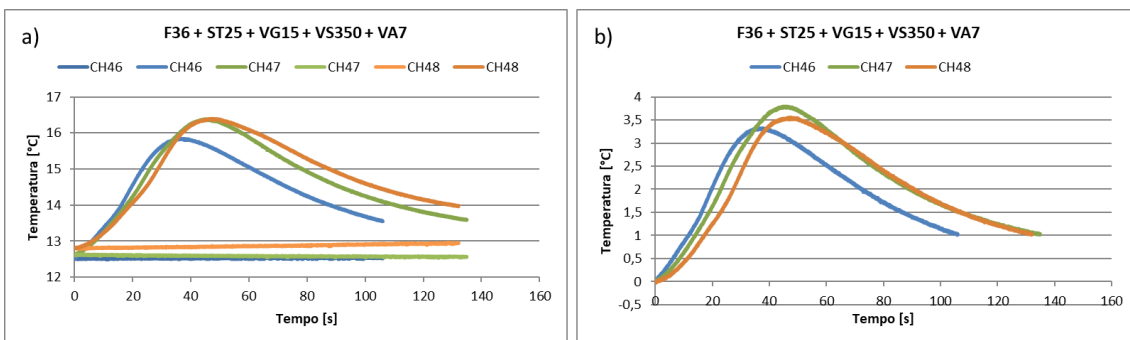 a)
F36 + ST25 + VG15 + VS350 + VA7
CH46 CH46 CH47 CH47 CH48 CH48
17
16
15
14
13
12
Temperatura [°C]
0 20 40 60 80 100 120 140 160
Tempo [s]
b)
F36 + ST25 + VG15 + VS350 + VA7
CH46 CH47 CH48
4
3,5
3
2,5
2
1,5
1
0,5
0
-0,5
Temperatura [°C]
0 20 40 60 80 100 120 140 160
Tempo [s]